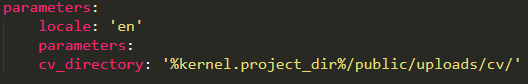 parameters:
    locale: 'en'
    parameters:
    cv_directory: '%kernel.project_dir%/public/uploads/cv/'